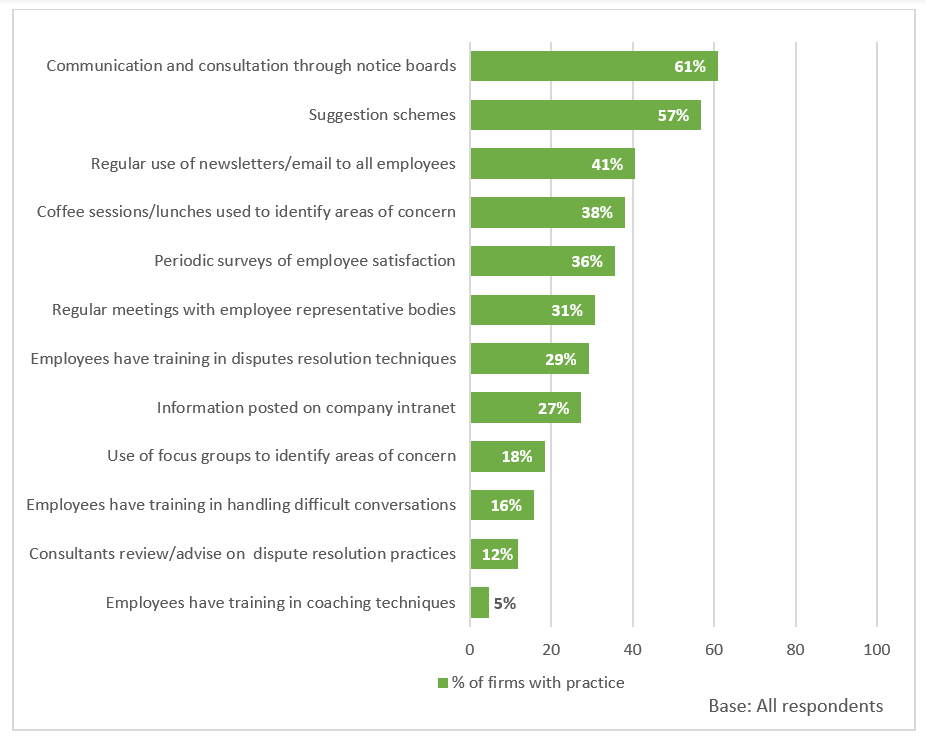 Communication and consultation through notice boards 61%
Suggestion schemes 57%
Regular use of newsletters/email to all employees 41%
Coffee sessions/lunches used to identify areas of concern 38%
Periodic surveys of employee satisfaction 36%
Regular meetings with employee representative bodies 31%
Employees have training in disputes resolution techniques 29%
Information posted on company intranet 27%
Use of focus groups to identify areas of concern 18%
Employees have training in handling difficult conversations 16%
Consultants review/advise on  dispute resolution practices 12%
Employees have training in coaching techniques 5%
0 20 40 60 80 100
% of firms with practice
Base: All respondents